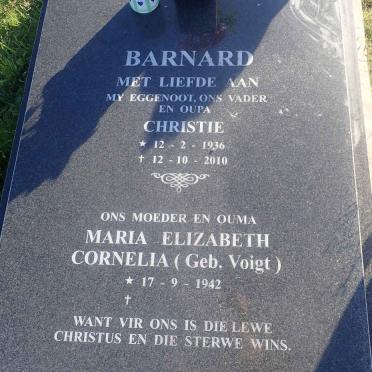 BARNARD
MET LIEFDE AAN
MY EGGENOOT, ONS VADER
EN OUPA
CHRISTIE
★ 12 - 2 - 1936
† 12 - 10 - 2010
ONS MOEDER EN OUMA
MARIA ELIZABETH
CORNELIA ( Geb. Voigt )
★ 17 - 9 - 1942
†
WANT VIR ONS IS DIE LEWE
CHRISTUS EN DIE STERWE WINS.